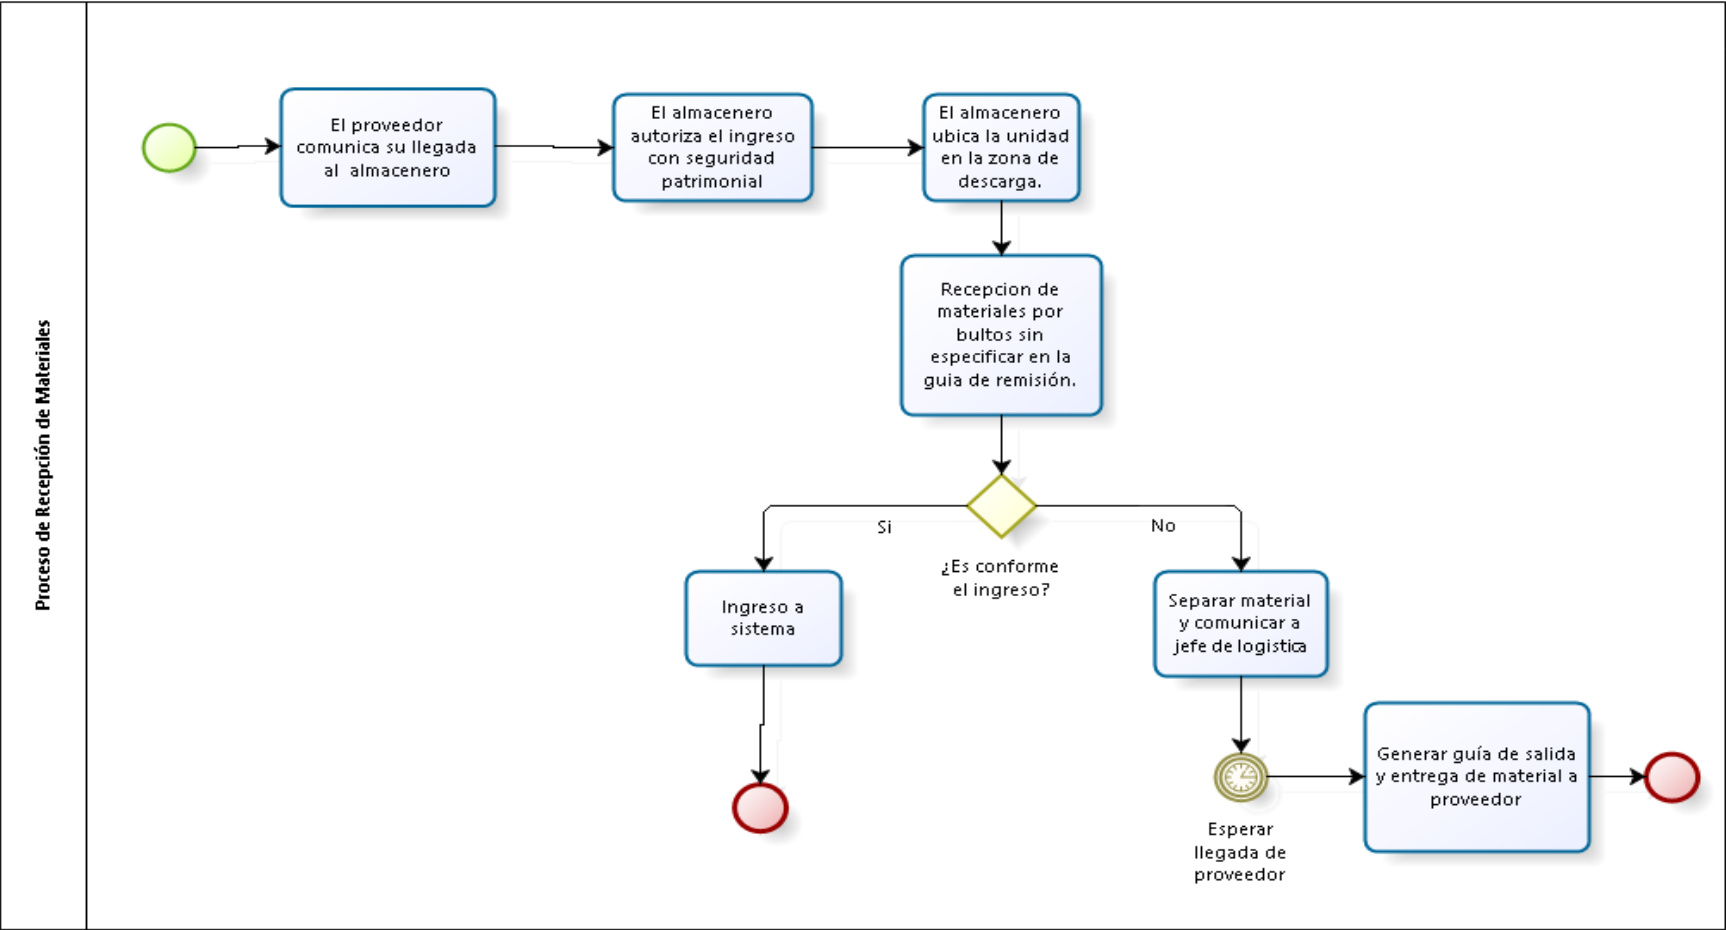 Proceso de Recepción de Materiales
El proveedor
comunica su llegada
al almacenero
El almacenero
autoriza el ingreso
con seguridad
patrimonial
El almacenero
ubica la unidad
en la zona de
descarga.
Recepcion de
materiales por
bultos sin
especificar en la
guia de remisión.
Si
No
¿Es conforme
el ingreso?
Ingreso a
sistema
Separar material
y comunicar a
jefe de logistica
Esperar
llegada de
proveedor
Generar guía de salida
y entrega de material a
proveedor